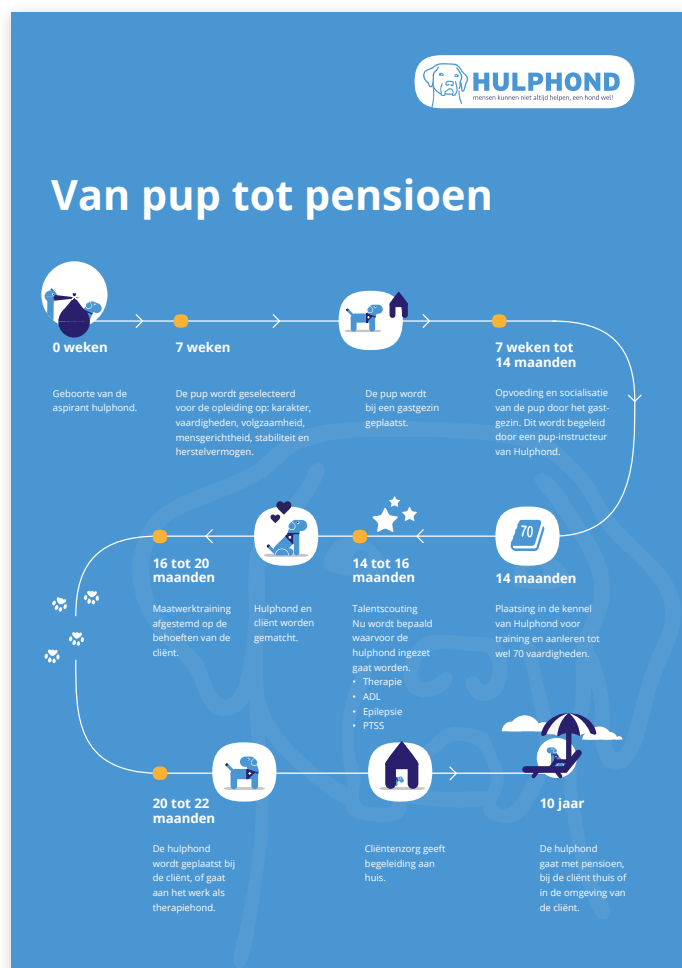 HULPHOND
mensen kunnen niet altijd helpen, een hond wel!
Van pup tot pensioen
0 weken
Geboorte van de
aspirant hulphond.
7 weken
De pup wordt geselecteerd
voor de opleiding op: karakter,
vaardigheden, volgzaamheid,
mensgerichtheid, stabiliteit en
herstelvermogen.
De pup wordt
bij een gastgezin
geplaatst.
7 weken tot
14 maanden
Opvoeding en socialisatie
van de pup door het gast-
gezin. Dit wordt begeleid
door een pup-instructeur
van Hulphond.
70
14 maanden
Plaatsing in de kennel
van Hulphond voor
training en aanleren tot
wel 70 vaardigheden.
14 tot 16
maanden
Talentscouting
Nu wordt bepaald
waarvoor de
hulphond ingezet
gaat worden.
• Therapie
• ADL
• Epilepsie
• PTSS
Hulphond en
cliënt worden
gematcht.
16 tot 20
maanden
Maatwerktraining
afgestemd op de
behoeften van de
cliënt.
20 tot 22
maanden
De hulphond
wordt geplaatst bij
de cliënt, of gaat
aan het werk als
therapiehond.
Cliëntenzorg geeft
begeleiding aan
huis.
10 jaar
De hulphond
gaat met pensioen,
bij de cliënt thuis of
in de omgeving van
de cliënt.